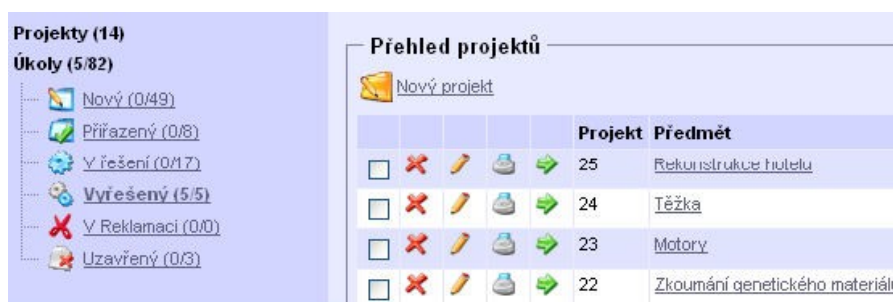 Projekty (14)
Úkoly (5/82)
Nový (0/49)
Přiřazený (0/8)
V řešení (0/17)
Vyřešený (5/5)
V Reklamaci (0/0)
Uzavřený (0/3)
Přehled projektů
Nový projekt
Projekt Předmět
25 Rekonstrukce hotelu
24 Těžka
23 Motory
22 Zkoumání genetického materiál